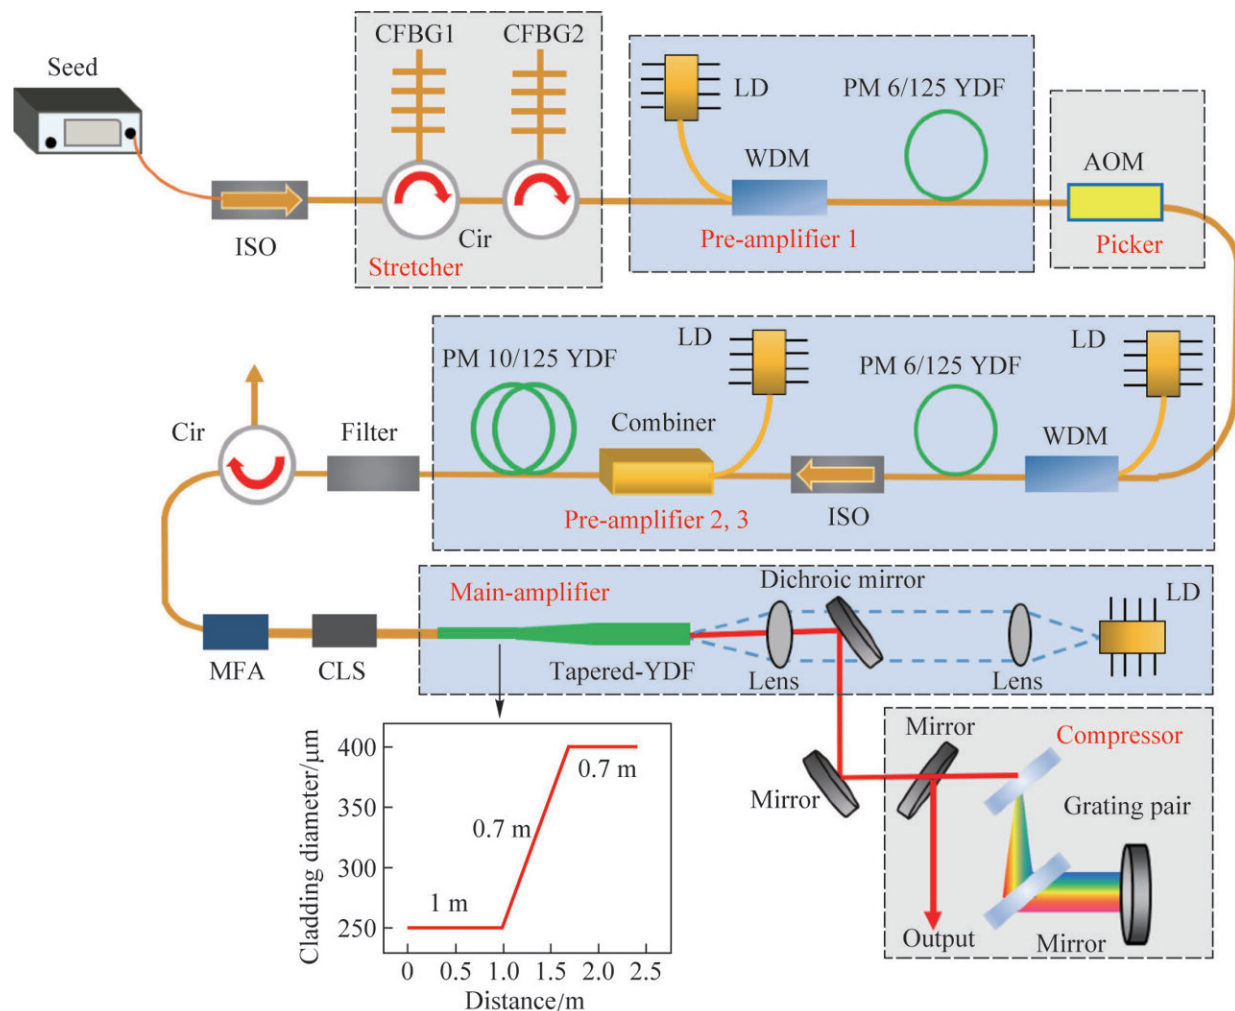 Seed
CFBG1
CFBG2
LD
PM 6/125 YDF
WDM
AOM
ISO
Cir
Stretcher
Pre-amplifier 1
Picker
LD
LD
PM 10/125 YDF
PM 6/125 YDF
Cir
Filter
Combiner
WDM
Pre-amplifier 2, 3
ISO
Main-amplifier
Dichroic mirror
LD
MFA
CLS
Tapered-YDF
Lens
Lens
Mirror
Compressor
Mirror
Grating pair
Output
Mirror
Cladding diameter/μm
400
350
300
250
0.7 m
0.7 m
1 m
0
0.5
1.0
1.5
2.0
2.5
Distance/m